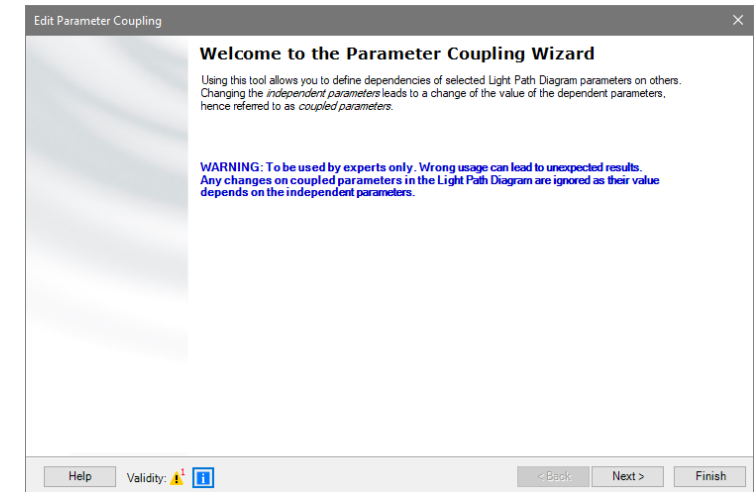 Edit Parameter Coupling
Welcome to the Parameter Coupling Wizard
Using this tool allows you to define dependencies of selected Light Path Diagram parameters on others.
Changing the independent parameters leads to a change of the value of the dependent parameters,
hence referred to as coupled parameters.
WARNING: To be used by experts only. Wrong usage can lead to unexpected results.
Any changes on coupled parameters in the Light Path Diagram are ignored as their value
depends on the independent parameters.
Help Validity: 1 < Back Next > Finish